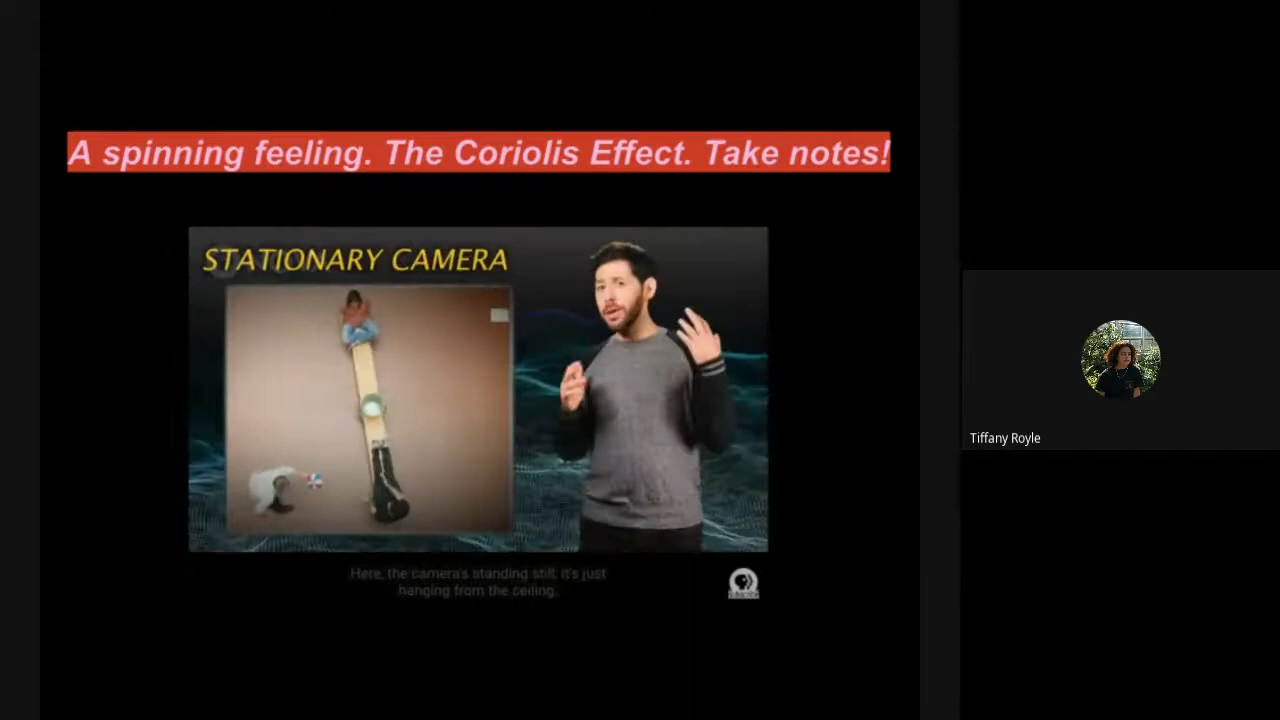 A spinning feeling. The Coriolis Effect. Take notes!
STATIONARY CAMERA
Here, the camera's standing still, it's just
hanging from the ceiling.
Tiffany Royle